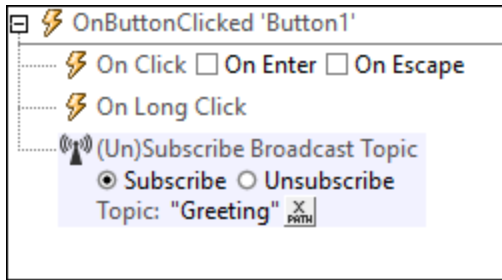 OnButtonClicked 'Button1'
On Click On Enter On Escape
On Long Click
(Un)Subscribe Broadcast Topic
Subscribe Unsubscribe
Topic: "Greeting" X PATH